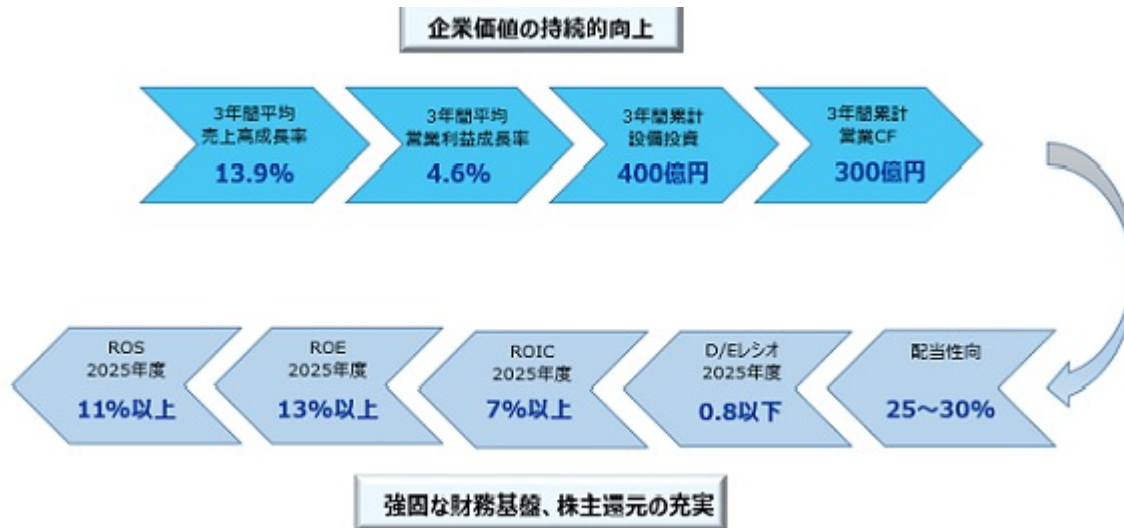 企業価値の持続的向上
3年間平均
売上高成長率
13.9%
3年間平均
営業利益成長率
4.6%
3年間累計
設備投資
400億円
3年間累計
営業CF
300億円
ROS
2025年度
11%以上
ROE
2025年度
13%以上
ROIC
2025年度
7%以上
D/Eレシオ
2025年度
0.8以下
配当性向
25～30%
強固な財務基盤、株主還元の充実